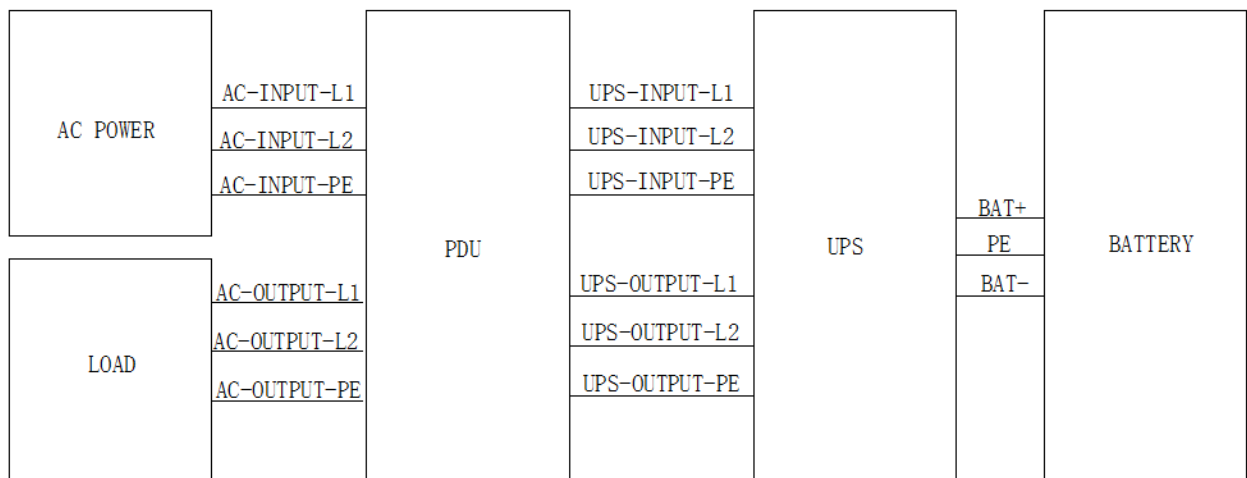 AC POWER
AC-INPUT-L1
AC-INPUT-L2
AC-INPUT-PE
LOAD
AC-OUTPUT-L1
AC-OUTPUT-L2
AC-OUTPUT-PE
PDU
UPS-INPUT-L1
UPS-INPUT-L2
UPS-INPUT-PE
UPS-OUTPUT-L1
UPS-OUTPUT-L2
UPS-OUTPUT-PE
UPS
BAT+
PE
BAT-
BATTERY